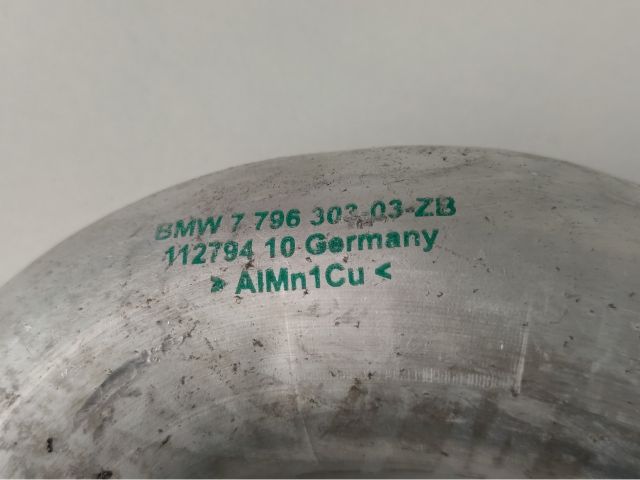 BMW 7 796 303-03-ZB
112794 10 Germany
> AlMn1Cu <